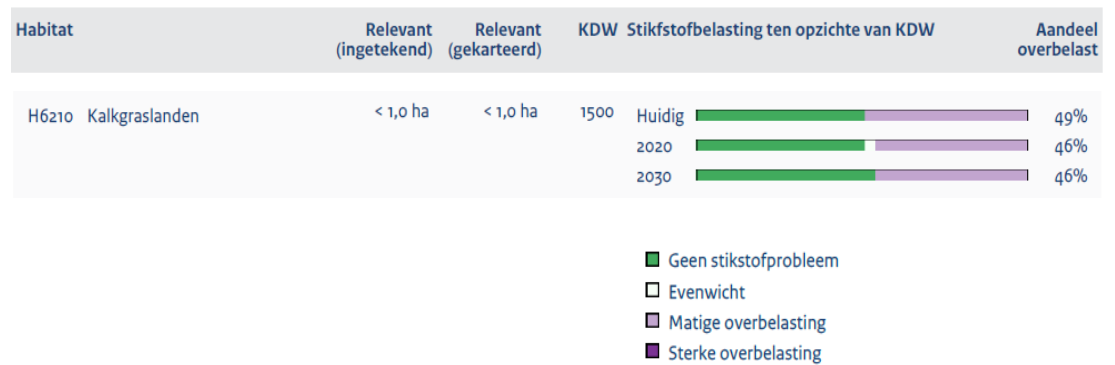 Habitat Relevant Relevant KDW Stikfstofbelasting ten opzichte van KDW Aandeel
(ingetekend) (gekarteerd) overbelast
H6210 Kalkgraslanden < 1,0 ha < 1,0 ha 1500 Huidig 49%
2020 46%
2030 46%
Geen stikstofprobleem
Evenwicht
Matige overbelasting
Sterke overbelasting